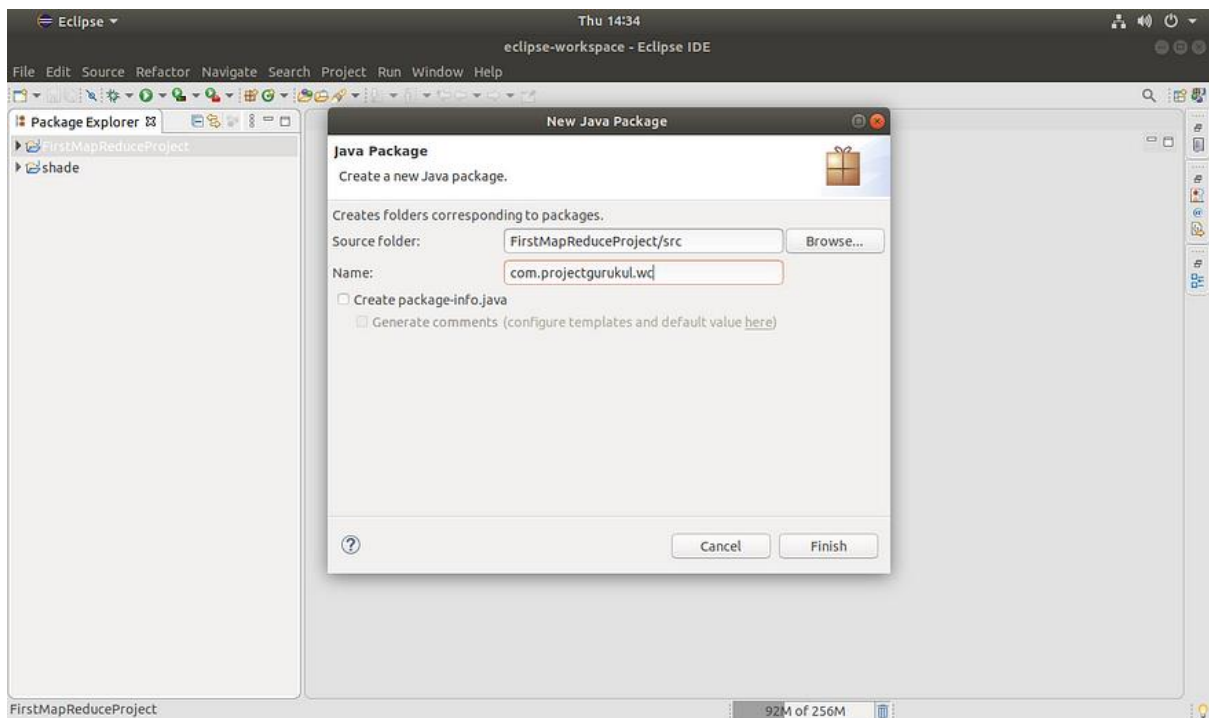 Eclipse
Thu 14:34
eclipse-workspace - Eclipse IDE
File Edit Source Refactor Navigate Search Project Run Window Help
Package Explorer
FirstMapReduceProject
shade
New Java Package
Java Package
Create a new Java package.
Creates folders corresponding to packages.
Source folder:
FirstMapReduceProject/src
Browse...
Name:
com.projectgurukul.wc
Create package-info.java
Generate comments (configure templates and default value here)
Cancel
Finish
FirstMapReduceProject
92M of 256M